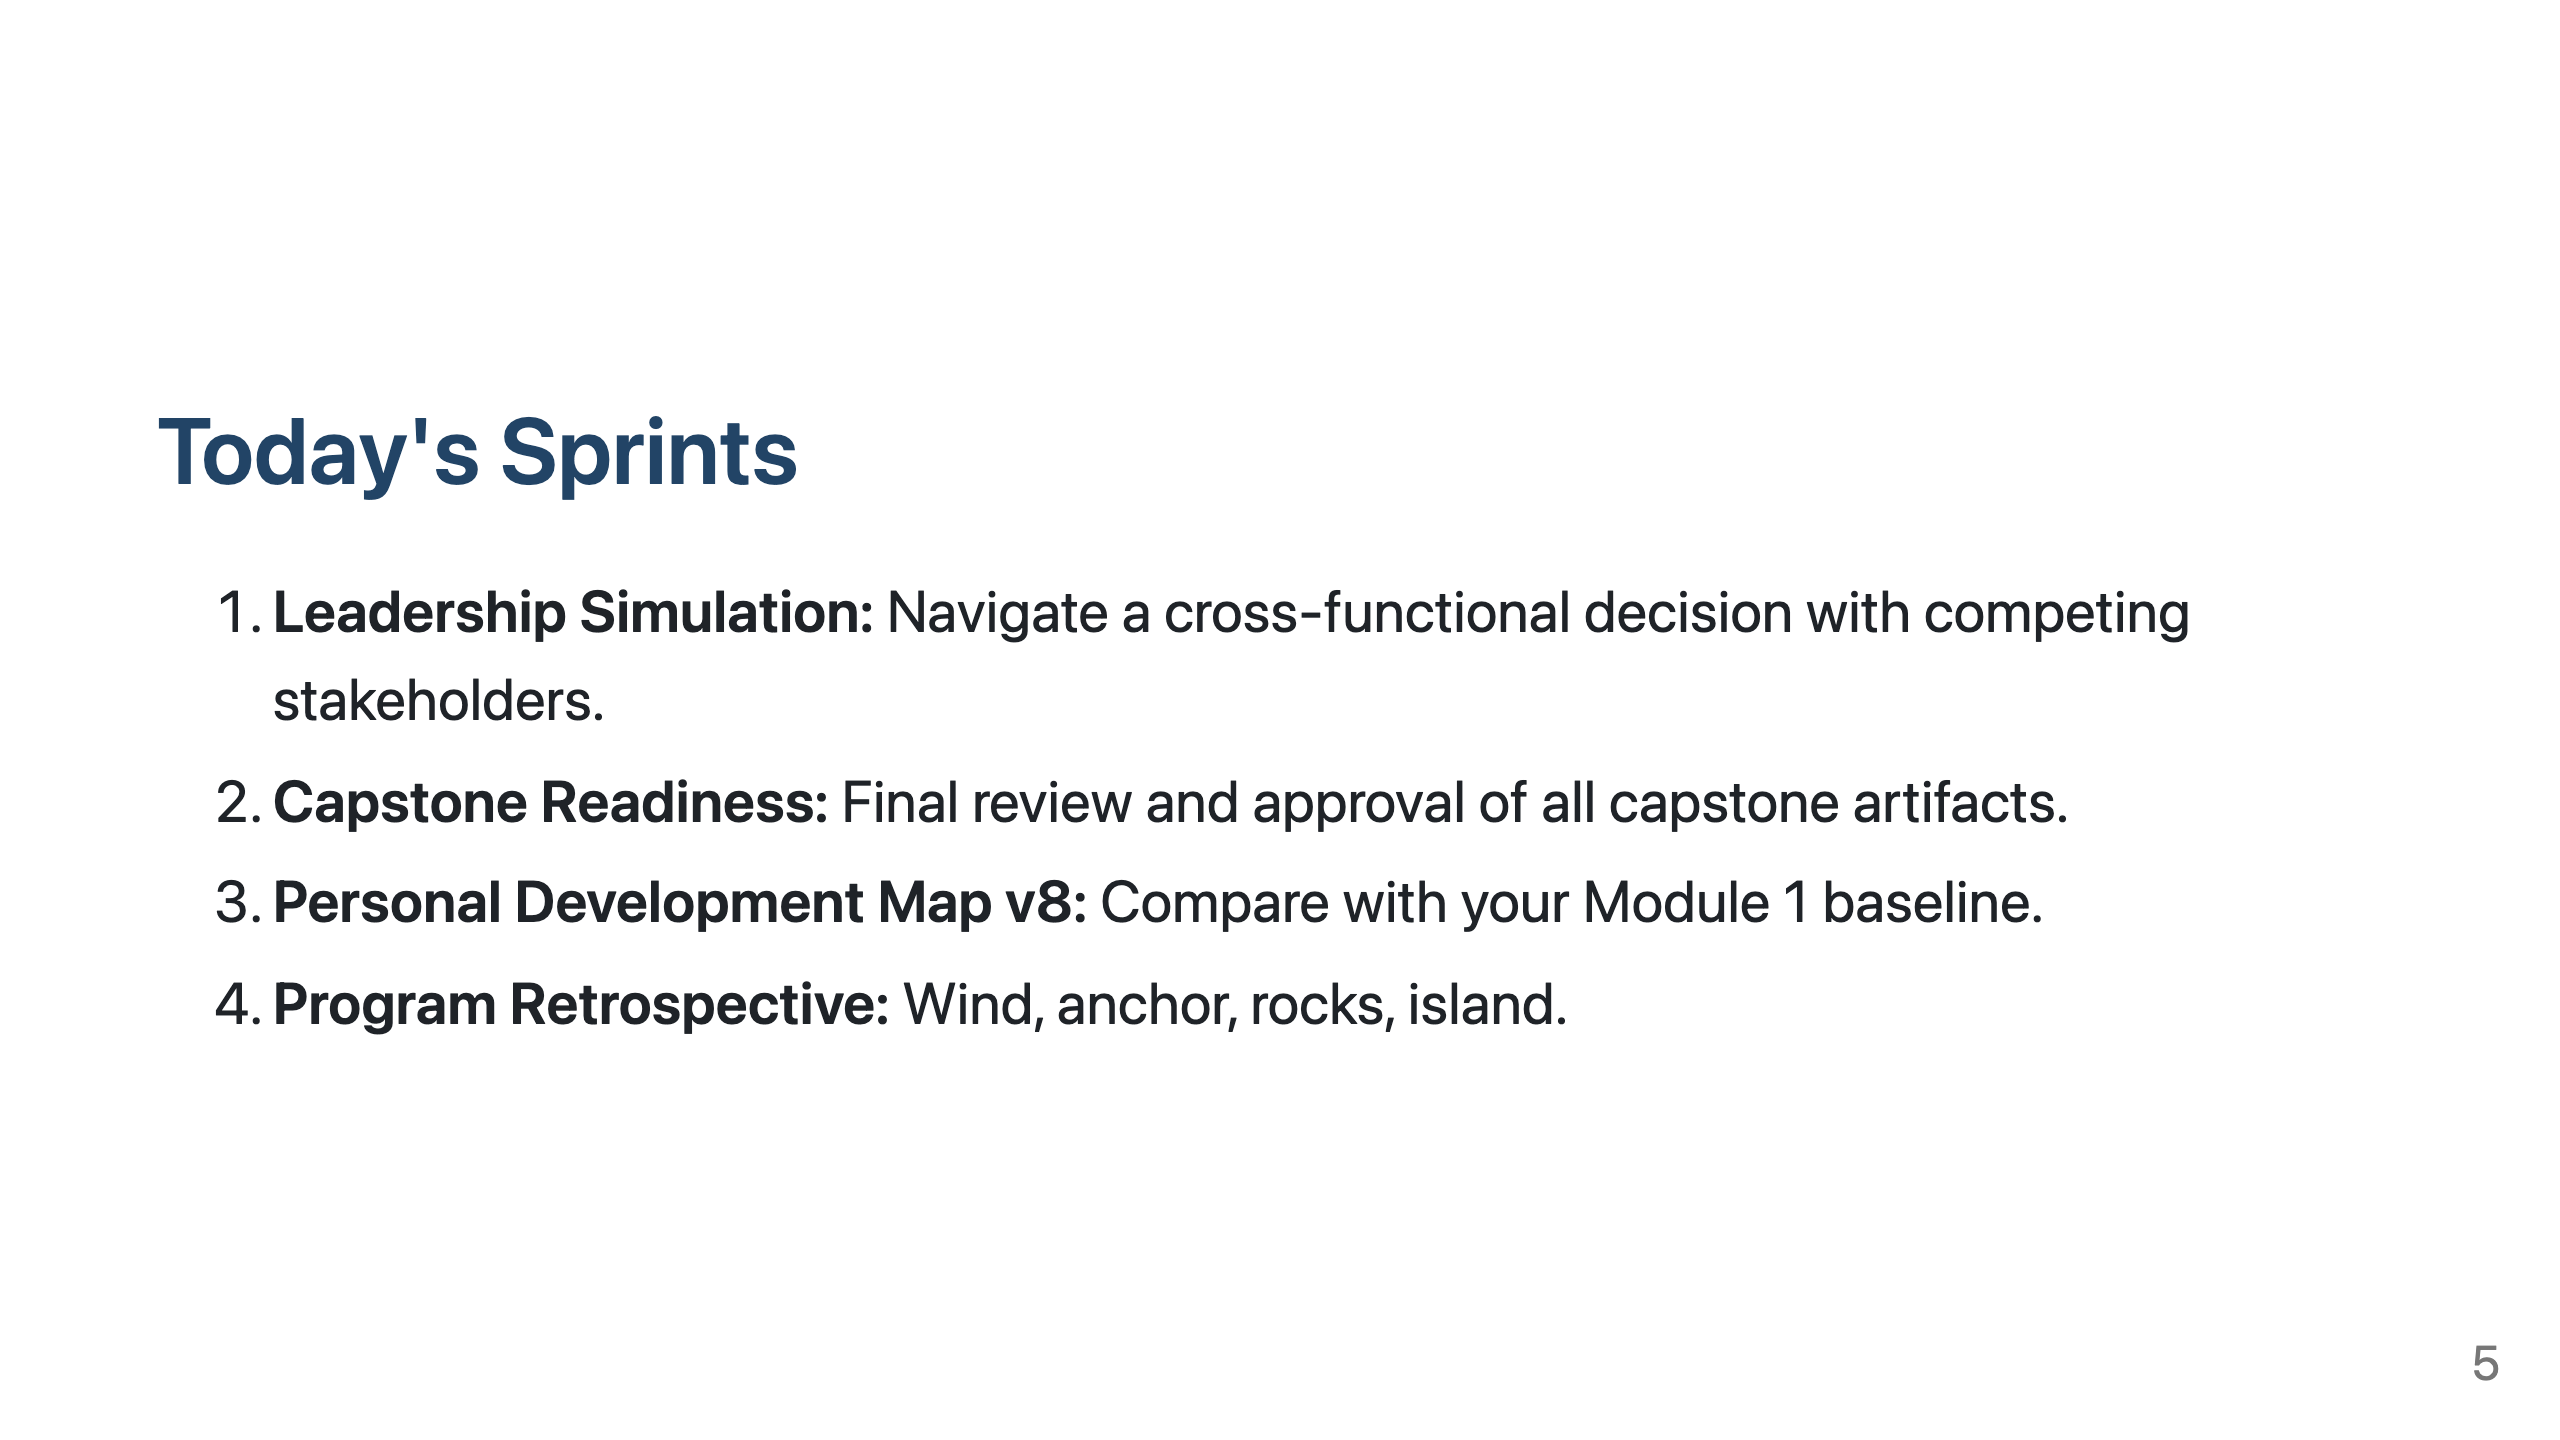 Today's Sprints
1. Leadership Simulation: Navigate a cross-functional decision with competing
stakeholders.
2. Capstone Readiness: Final review and approval of all capstone artifacts.
3. Personal Development Map v8: Compare with your Module 1 baseline.
4. Program Retrospective: Wind, anchor, rocks, island.
5